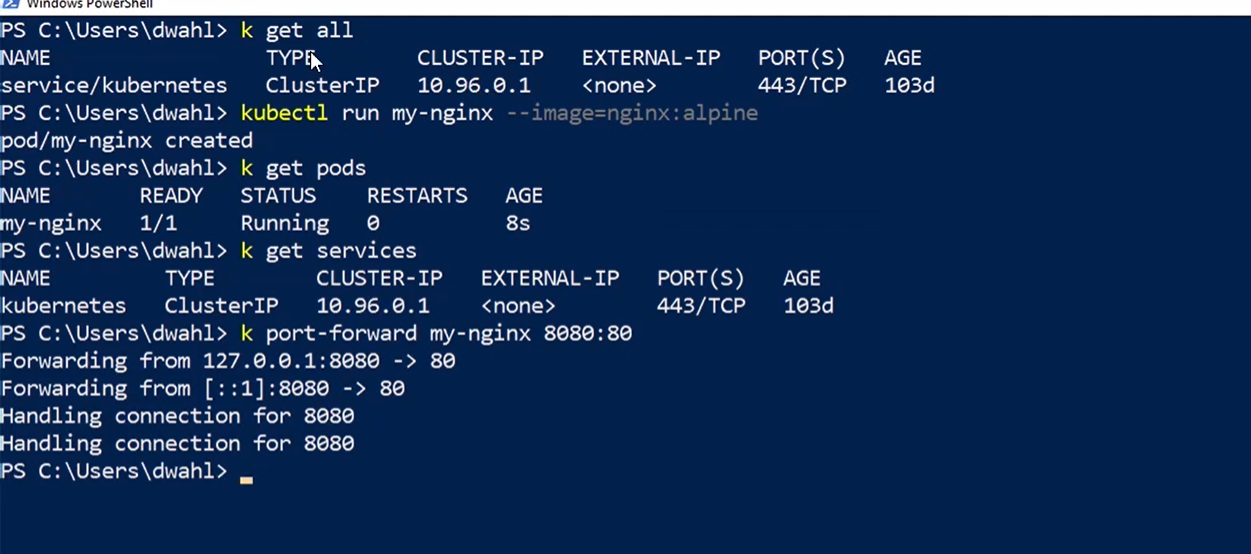 Windows PowerShell
PS C:\Users\dwahl> k get all
NAME TYPE CLUSTER-IP EXTERNAL-IP PORT(S) AGE
service/kubernetes ClusterIP 10.96.0.1 <none> 443/TCP 103d
PS C:\Users\dwahl> kubectl run my-nginx --image=nginx:alpine
pod/my-nginx created
PS C:\Users\dwahl> k get pods
NAME READY STATUS RESTARTS AGE
my-nginx 1/1 Running 0 8s
PS C:\Users\dwahl> k get services
NAME TYPE CLUSTER-IP EXTERNAL-IP PORT(S) AGE
kubernetes ClusterIP 10.96.0.1 <none> 443/TCP 103d
PS C:\Users\dwahl> k port-forward my-nginx 8080:80
Forwarding from 127.0.0.1:8080 -> 80
Forwarding from [::1]:8080 -> 80
Handling connection for 8080
Handling connection for 8080
PS C:\Users\dwahl>